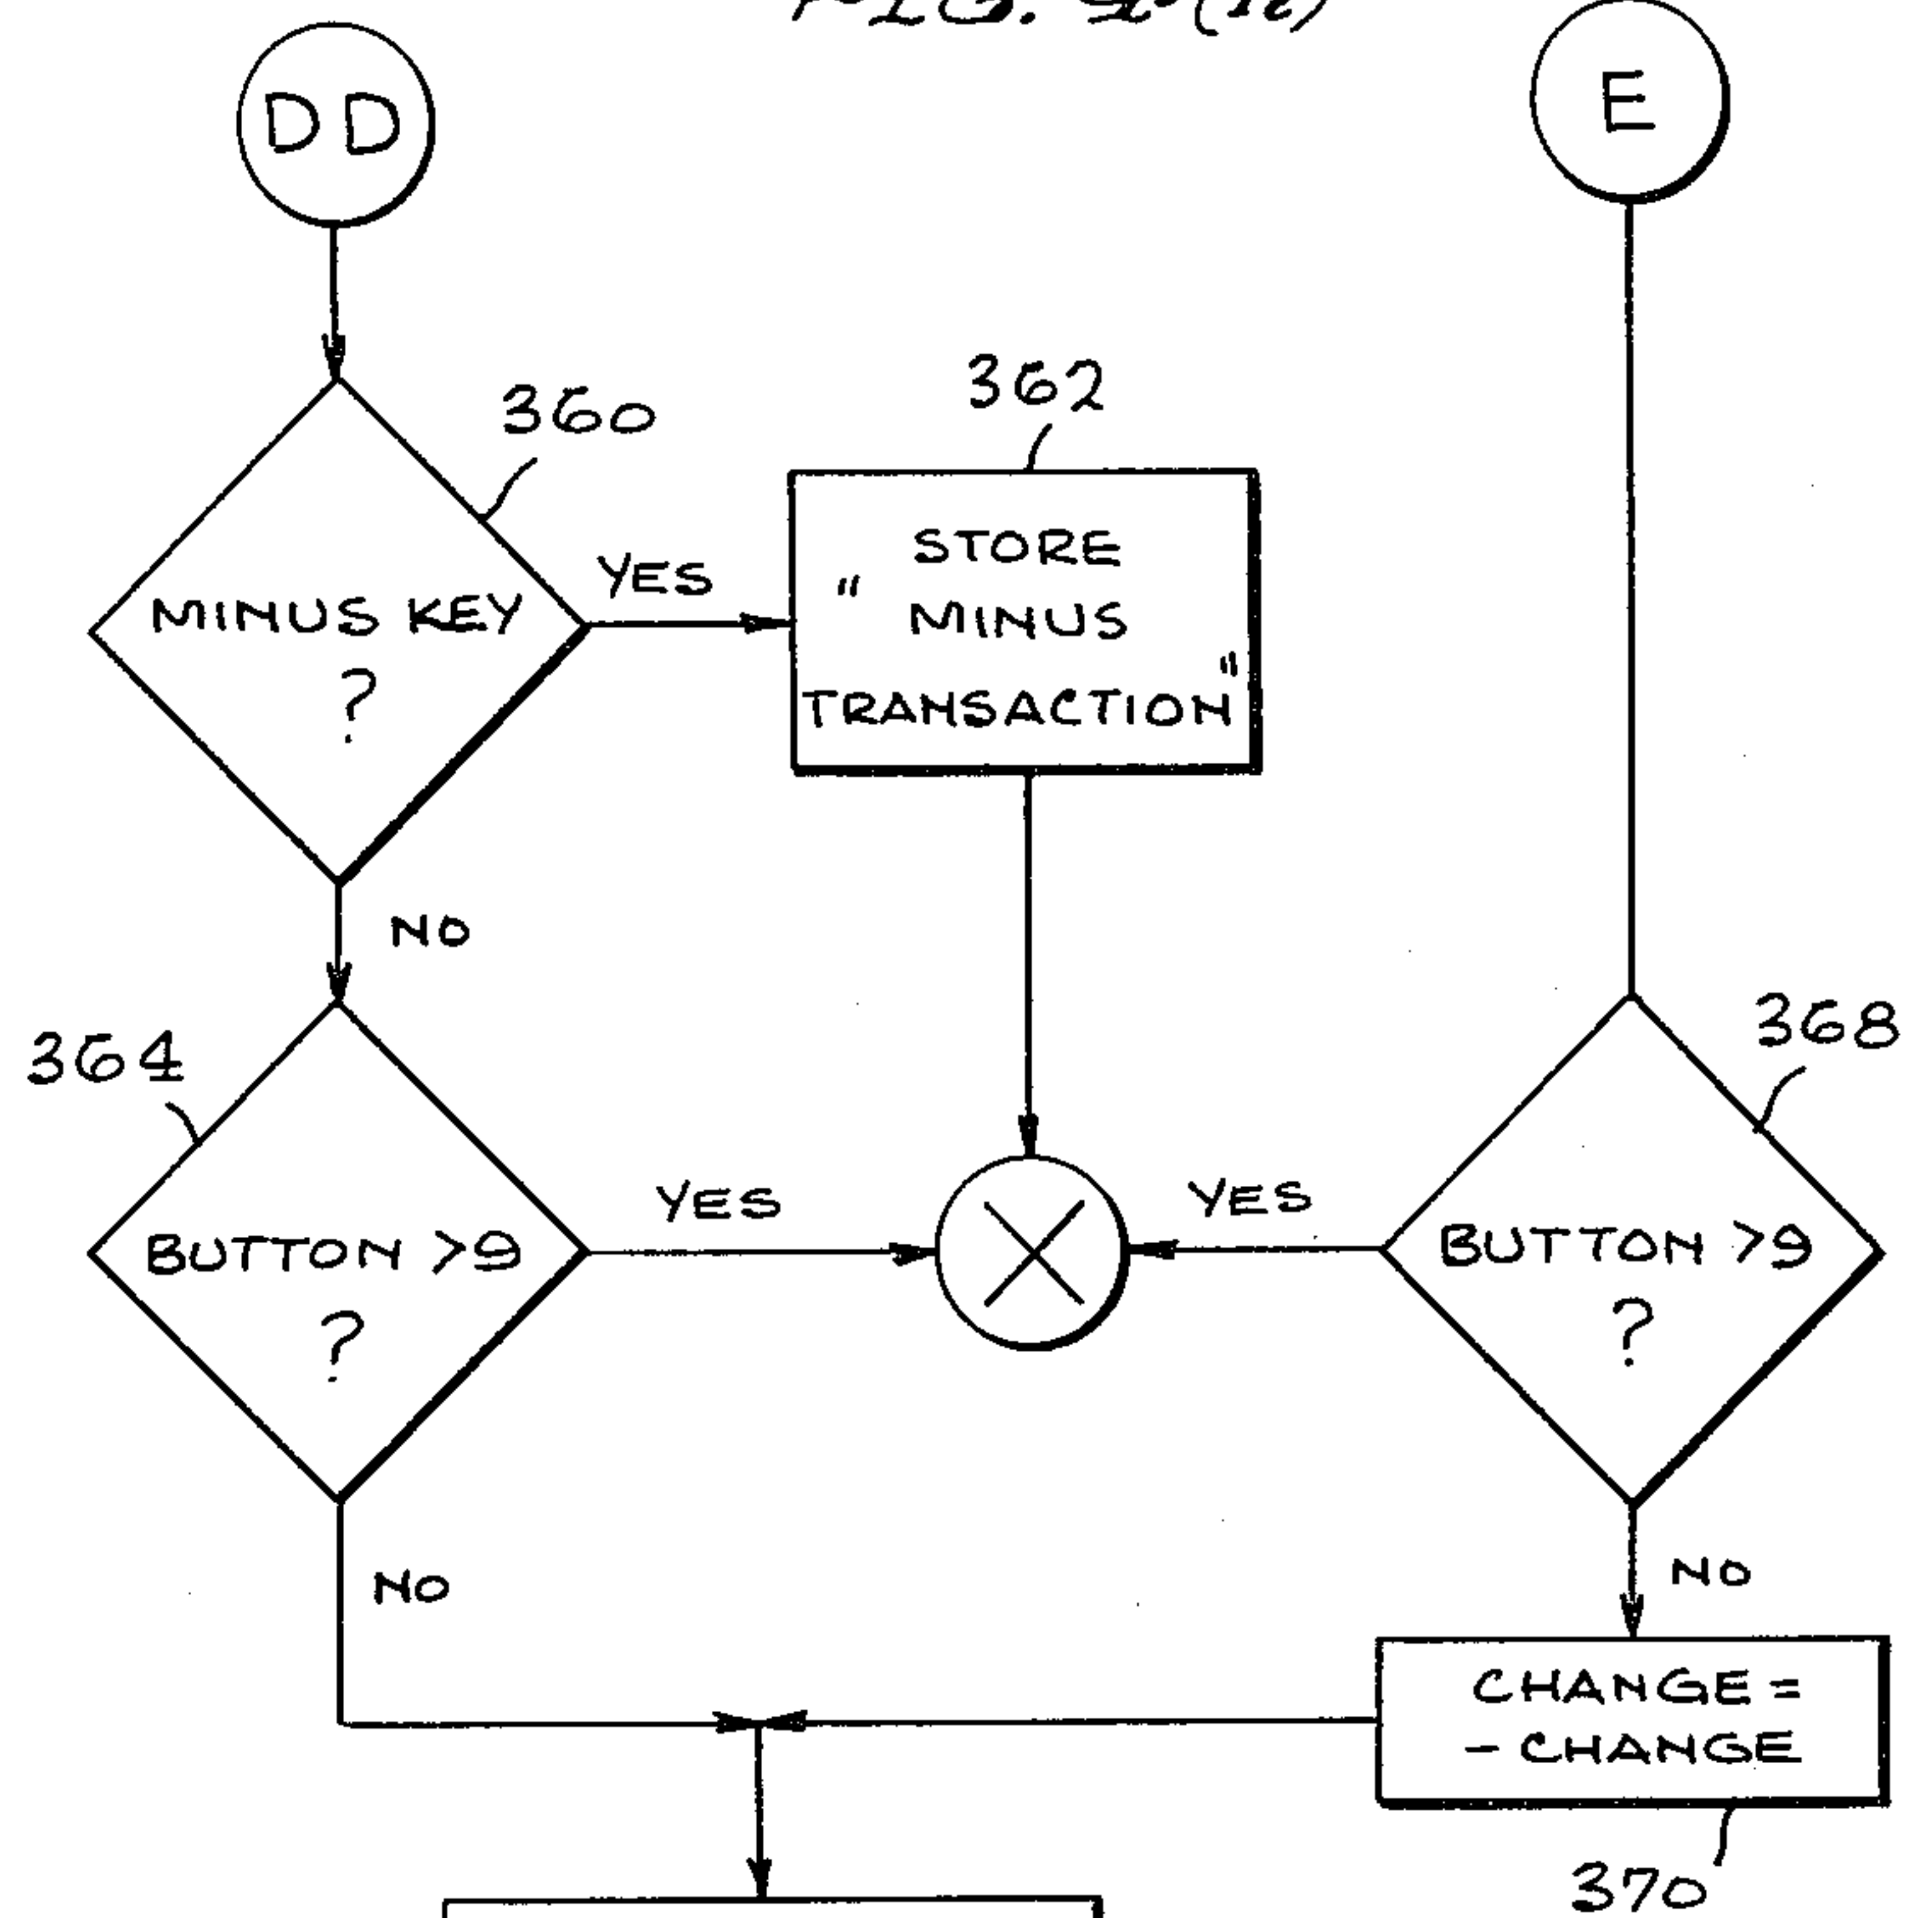 DD
E
360
362
MINUS KEY
?
YES
" STORE
MINUS
TRANSACTION"
NO
364
368
BUTTON >9
?
YES
X
YES
BUTTON >9
?
NO
NO
CHANGE =
- CHANGE
370